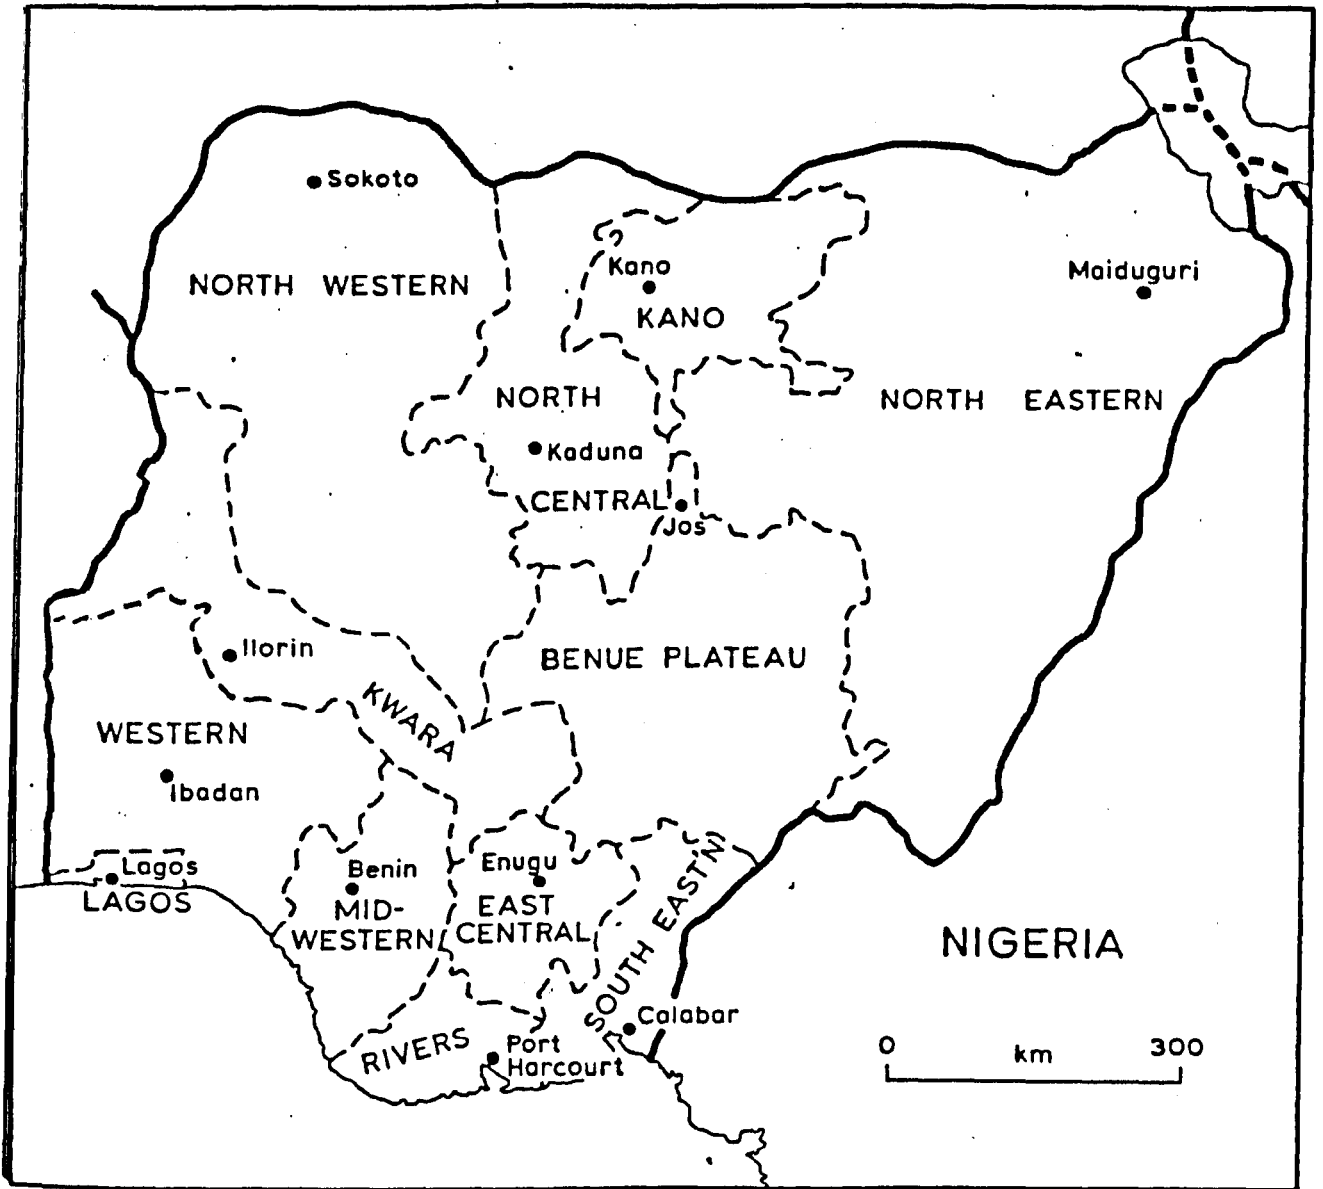 Sokoto
NORTH WESTERN
Kano
KANO
Maiduguri
NORTH
NORTH EASTERN
Kaduna
CENTRAL
Jos
Ilorin
BENUE PLATEAU
KWARA
WESTERN
Ibadan
Lagos
LAGOS
Benin
MID-
WESTERN
Enugu
EAST
CENTRAL
SOUTH EAST'N
NIGERIA
Calabar
RIVERS
Port
Harcourt
0 km 300